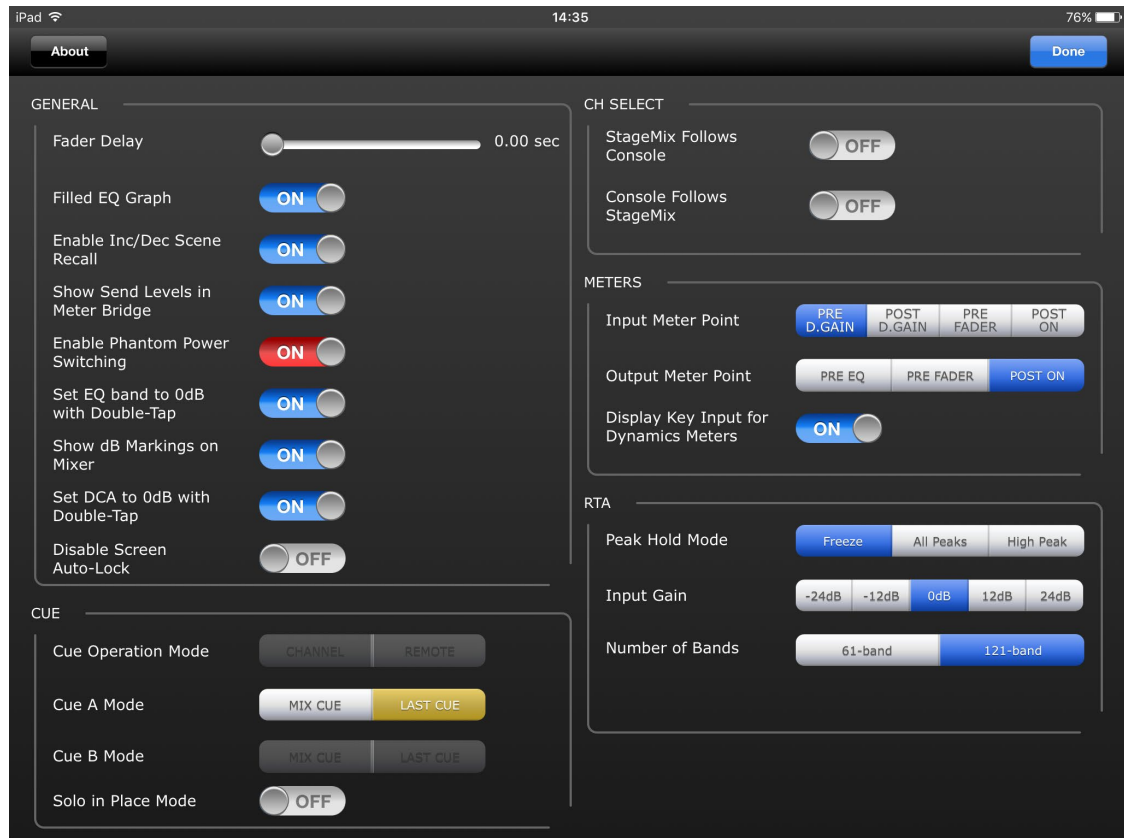 iPad 14:35 76%
About Done
GENERAL
Fader Delay 0.00 sec
Filled EQ Graph ON
Enable Inc/Dec Scene
Recall ON
Show Send Levels in
Meter Bridge ON
Enable Phantom Power
Switching ON
Set EQ band to 0dB
with Double-Tap ON
Show dB Markings on
Mixer ON
Set DCA to 0dB with
Double-Tap ON
Disable Screen
Auto-Lock OFF
CUE
Cue Operation Mode CHANNEL REMOTE
Cue A Mode MIX CUE LAST CUE
Cue B Mode MIX CUE LAST CUE
Solo in Place Mode OFF
CH SELECT
StageMix Follows
Console OFF
Console Follows
StageMix OFF
METERS
Input Meter Point PRE D.GAIN POST D.GAIN PRE FADER POST ON
Output Meter Point PRE EQ PRE FADER POST ON
Display Key Input for
Dynamics Meters ON
RTA
Peak Hold Mode Freeze All Peaks High Peak
Input Gain -24dB -12dB 0dB 12dB 24dB
Number of Bands 61-band 121-band